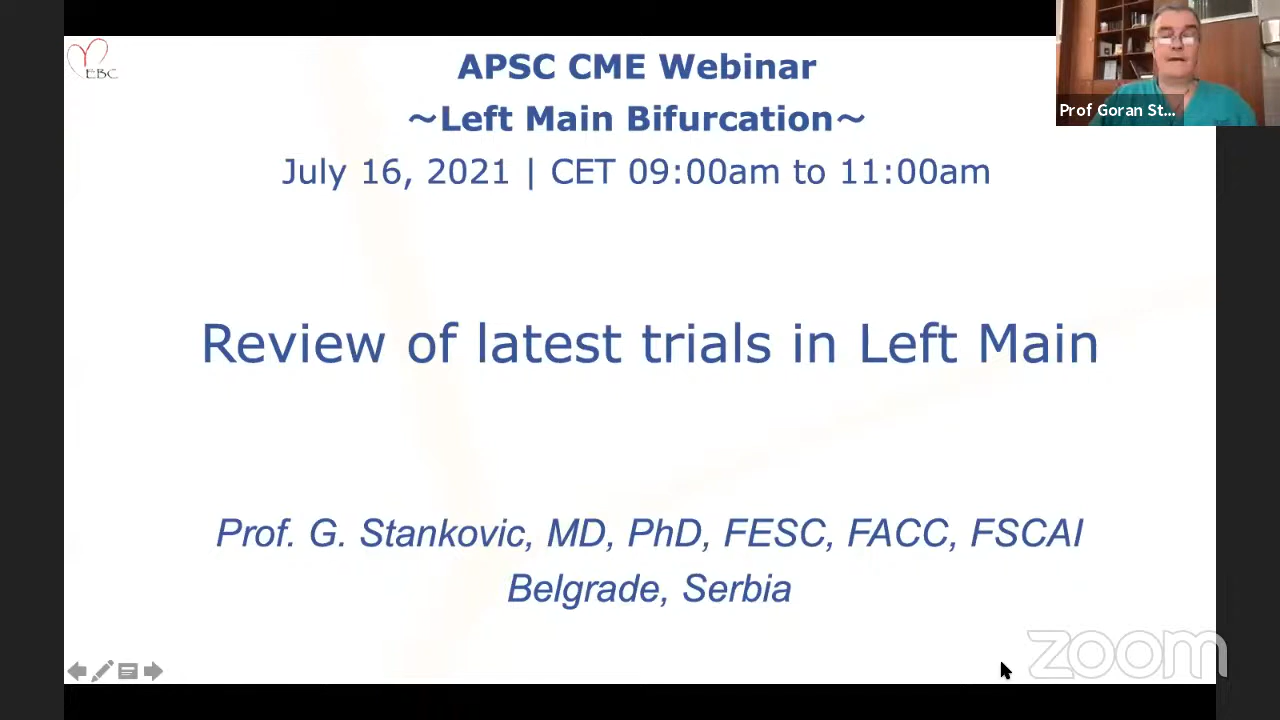 EBC
APSC CME Webinar
~Left Main Bifurcation~
July 16, 2021 | CET 09:00am to 11:00am
Prof Goran St...
Review of latest trials in Left Main
Prof. G. Stankovic, MD, PhD, FESC, FACC, FSCAI
Belgrade, Serbia
zoom